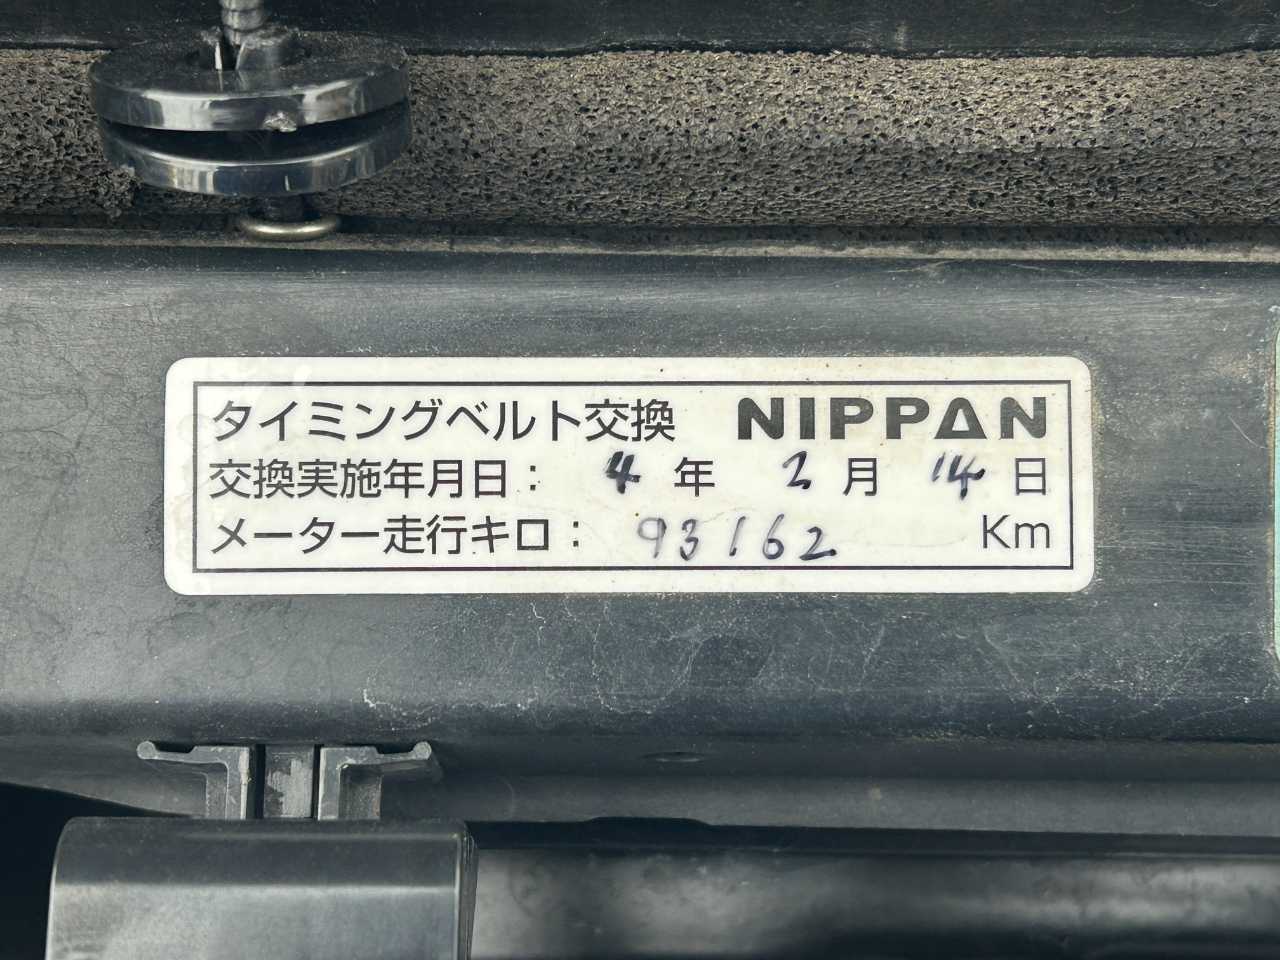 タイミングベルト交換 NIPPAN
交換実施年月日： 4 年 2 月 14 日
メーター走行キロ： 93162 Km